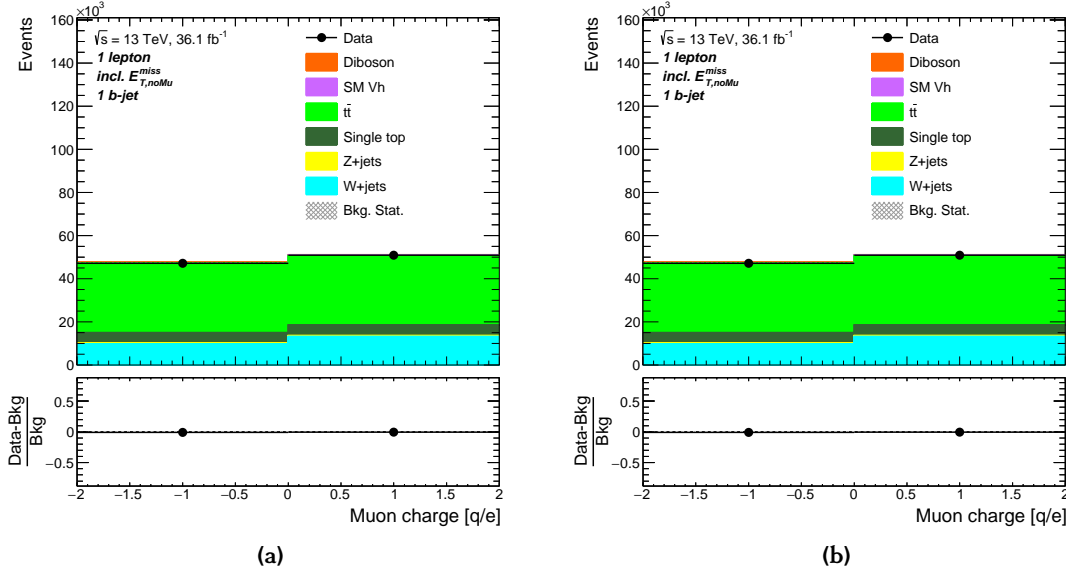 ×10³
Events
160
140
120
100
80
60
40
20
0
√s = 13 TeV, 36.1 fb⁻¹
1 lepton
incl. E_{T,noMu}^{miss}
1 b-jet
Data
Diboson
SM Vh
tt̄
Single top
Z+jets
W+jets
Bkg. Stat.
Data-Bkg
Bkg
0.5
0
−0.5
−2 −1.5 −1 −0.5 0 0.5 1 1.5 2
Muon charge [q/e]
(a)
×10³
Events
160
140
120
100
80
60
40
20
0
√s = 13 TeV, 36.1 fb⁻¹
1 lepton
incl. E_{T,noMu}^{miss}
1 b-jet
Data
Diboson
SM Vh
tt̄
Single top
Z+jets
W+jets
Bkg. Stat.
Data-Bkg
Bkg
0.5
0
−0.5
−2 −1.5 −1 −0.5 0 0.5 1 1.5 2
Muon charge [q/e]
(b)